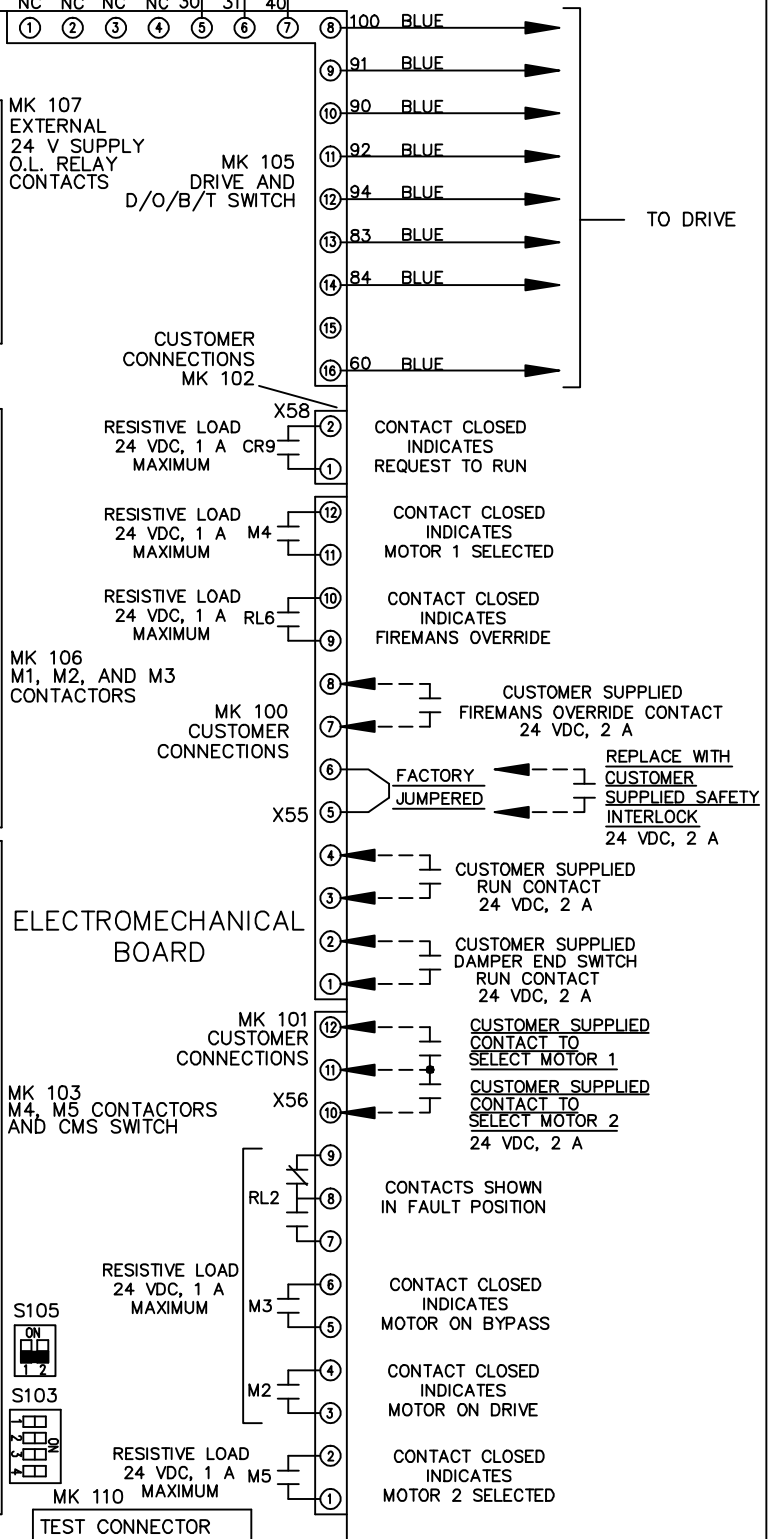 NC NC NC NC 30 31 40
1 2 3 4 5 6 7 8 100 BLUE
9 91 BLUE
MK 107
EXTERNAL
24 V SUPPLY
O.L. RELAY
CONTACTS
10 90 BLUE
MK 105
DRIVE AND
D/O/B/T SWITCH
11 92 BLUE
12 94 BLUE
TO DRIVE
13 83 BLUE
14 84 BLUE
15
16 60 BLUE
CUSTOMER
CONNECTIONS
MK 102
X58
RESISTIVE LOAD
24 VDC, 1 A
MAXIMUM
CR9
2
1
CONTACT CLOSED
INDICATES
REQUEST TO RUN
RESISTIVE LOAD
24 VDC, 1 A
MAXIMUM
M4
12
11
CONTACT CLOSED
INDICATES
MOTOR 1 SELECTED
RESISTIVE LOAD
24 VDC, 1 A
MAXIMUM
RL6
10
9
CONTACT CLOSED
INDICATES
FIREMANS OVERRIDE
MK 106
M1, M2, AND M3
CONTACTORS
MK 100
CUSTOMER
CONNECTIONS
8
7
CUSTOMER SUPPLIED
FIREMANS OVERRIDE CONTACT
24 VDC, 2 A
6
5
X55
FACTORY
JUMPERED
REPLACE WITH
CUSTOMER
SUPPLIED SAFETY
INTERLOCK
24 VDC, 2 A
4
3
CUSTOMER SUPPLIED
RUN CONTACT
24 VDC, 2 A
ELECTROMECHANICAL
BOARD
2
1
CUSTOMER SUPPLIED
DAMPER END SWITCH
RUN CONTACT
24 VDC, 2 A
MK 101
CUSTOMER
CONNECTIONS
X56
12
11
10
CUSTOMER SUPPLIED
CONTACT TO
SELECT MOTOR 1
CUSTOMER SUPPLIED
CONTACT TO
SELECT MOTOR 2
24 VDC, 2 A
MK 103
M4, M5 CONTACTORS
AND CMS SWITCH
RL2
9
8
7
CONTACTS SHOWN
IN FAULT POSITION
RESISTIVE LOAD
24 VDC, 1 A
MAXIMUM
M3
6
5
CONTACT CLOSED
INDICATES
MOTOR ON BYPASS
S105
ON
1 2
M2
4
3
CONTACT CLOSED
INDICATES
MOTOR ON DRIVE
S103
1
2
3
4
ON
RESISTIVE LOAD
24 VDC, 1 A
MAXIMUM
M5
2
1
CONTACT CLOSED
INDICATES
MOTOR 2 SELECTED
MK 110
TEST CONNECTOR